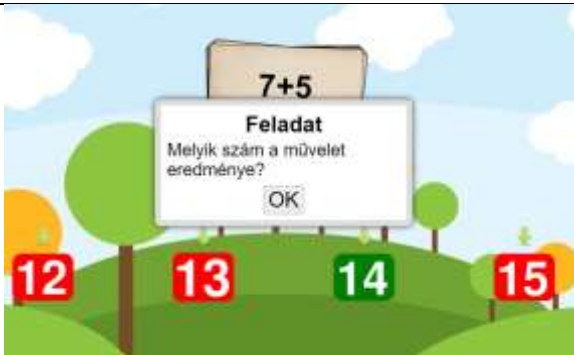 7+5
Feladat
Melyik szám a művelet
eredménye?
OK
12 13 14 15